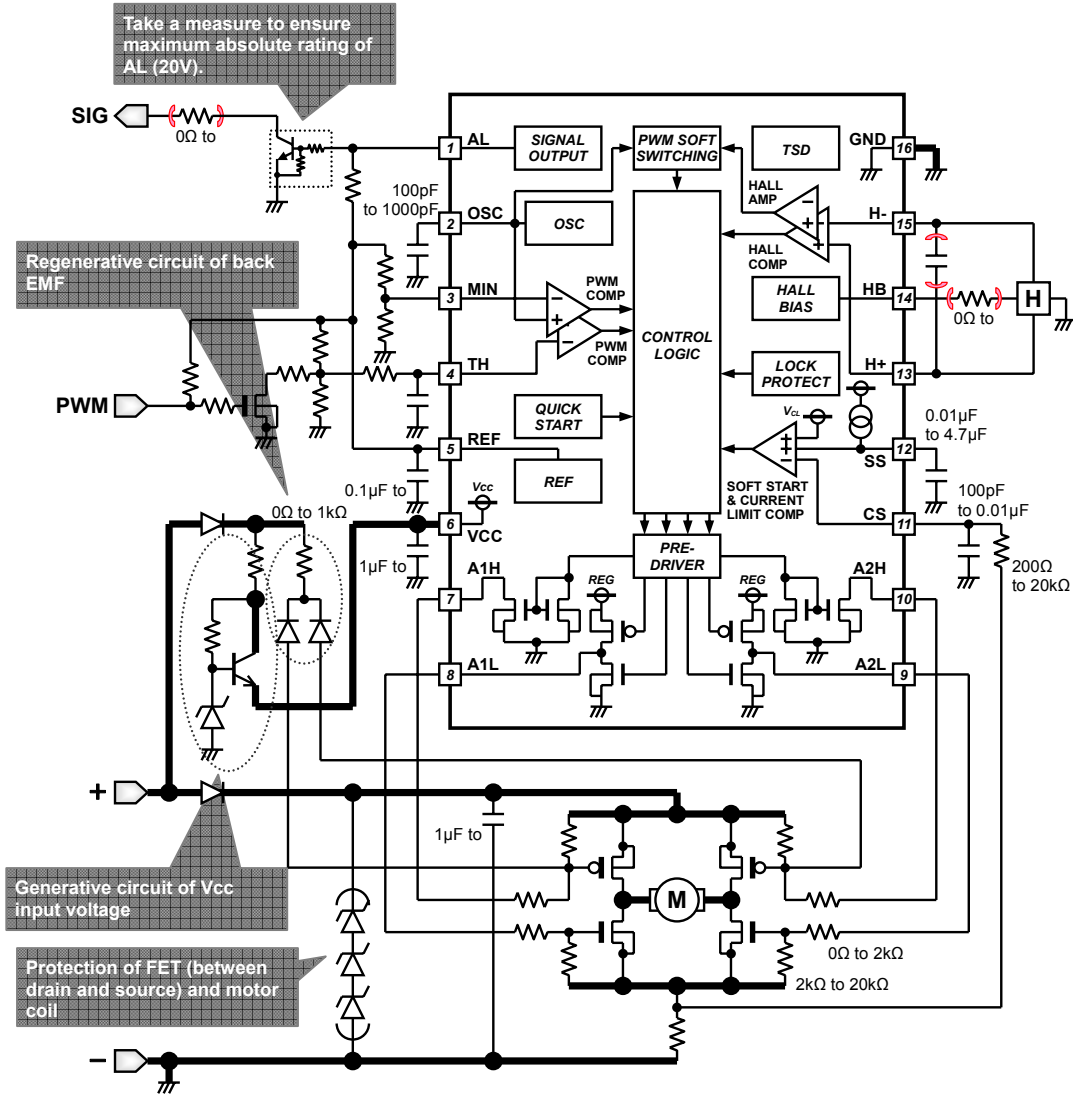 Take a measure to ensure
maximum absolute rating of
AL (20V).
SIG
0Ω to
1
AL
SIGNAL
OUTPUT
PWM SOFT
SWITCHING
TSD
GND
16
100pF
to 1000pF
2
OSC
OSC
HALL
AMP
HALL
COMP
H-
15
Regenerative circuit of back
EMF
3
MIN
PWM
COMP
PWM
COMP
CONTROL
LOGIC
HALL
BIAS
HB
14
0Ω to
H
4
TH
LOCK
PROTECT
H+
13
PWM
QUICK
START
5
REF
REF
0.1µF to
VCL
SOFT START
& CURRENT
LIMIT COMP
SS
12
0.01µF
to 4.7µF
0Ω to 1kΩ
1µF to
6
VCC
Vcc
CS
11
100pF
to 0.01µF
200Ω
to 20kΩ
PRE-
DRIVER
A1H
7
REG
REG
A2H
10
A1L
8
A2L
9
+
1µF to
M
Generative circuit of Vcc
input voltage
Protection of FET (between
drain and source) and motor
coil
0Ω to 2kΩ
2kΩ to 20kΩ
−